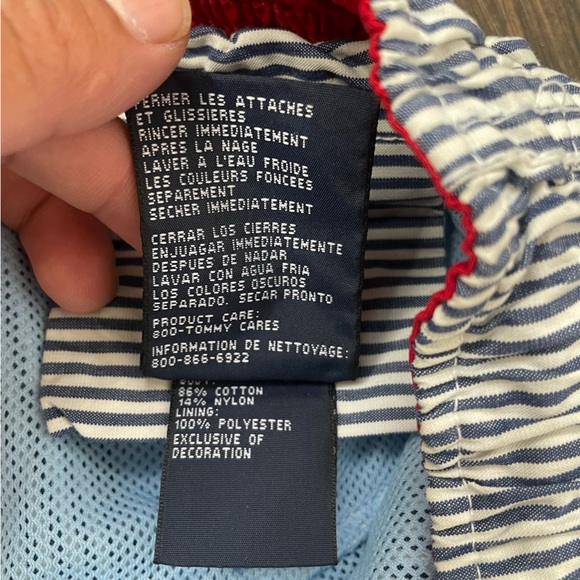 FERMER LES ATTACHES
ET GLISSIERES
RINCER IMMEDIATEMENT
APRES LA NAGE
LAVER A L'EAU FROIDE
LES COULEURS FONCEES
SEPAREMENT
SECHER IMMEDIATEMENT
CERRAR LOS CIERRES
ENJUAGAR IMMEDIATEMENTE
DESPUES DE NADAR
LAVAR CON AGUA FRIA
LOS COLORES OSCUROS
SEPARADO. SECAR PRONTO
PRODUCT CARE:
800-TOMMY CARES
INFORMATION DE NETTOYAGE:
800-866-6922
86% COTTON
14% NYLON
LINING:
100% POLYESTER
EXCLUSIVE OF
DECORATION